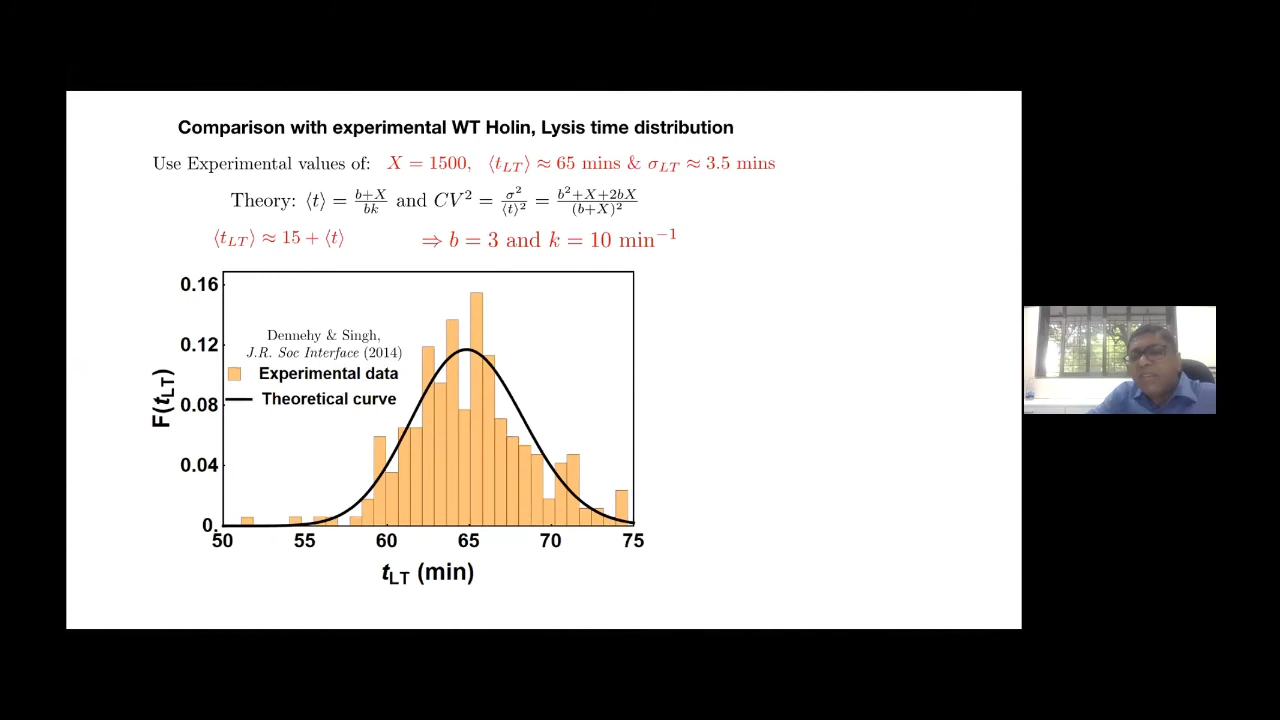 Comparison with experimental WT Holin, Lysis time distribution
Use Experimental values of: X = 1500, ⟨t_LT⟩ ≈ 65 mins & σ_LT ≈ 3.5 mins
Theory: ⟨t⟩ = (b+X)/(bk) and CV² = σ²/⟨t⟩² = (b²+X+2bX)/(b+X)²
⟨t_LT⟩ ≈ 15 + ⟨t⟩ ⇒ b = 3 and k = 10 min⁻¹
0.16
0.12
0.08
0.04
0.
F(t_LT)
Dennehy & Singh,
J.R. Soc Interface (2014)
Experimental data
Theoretical curve
50 55 60 65 70 75
t_LT (min)